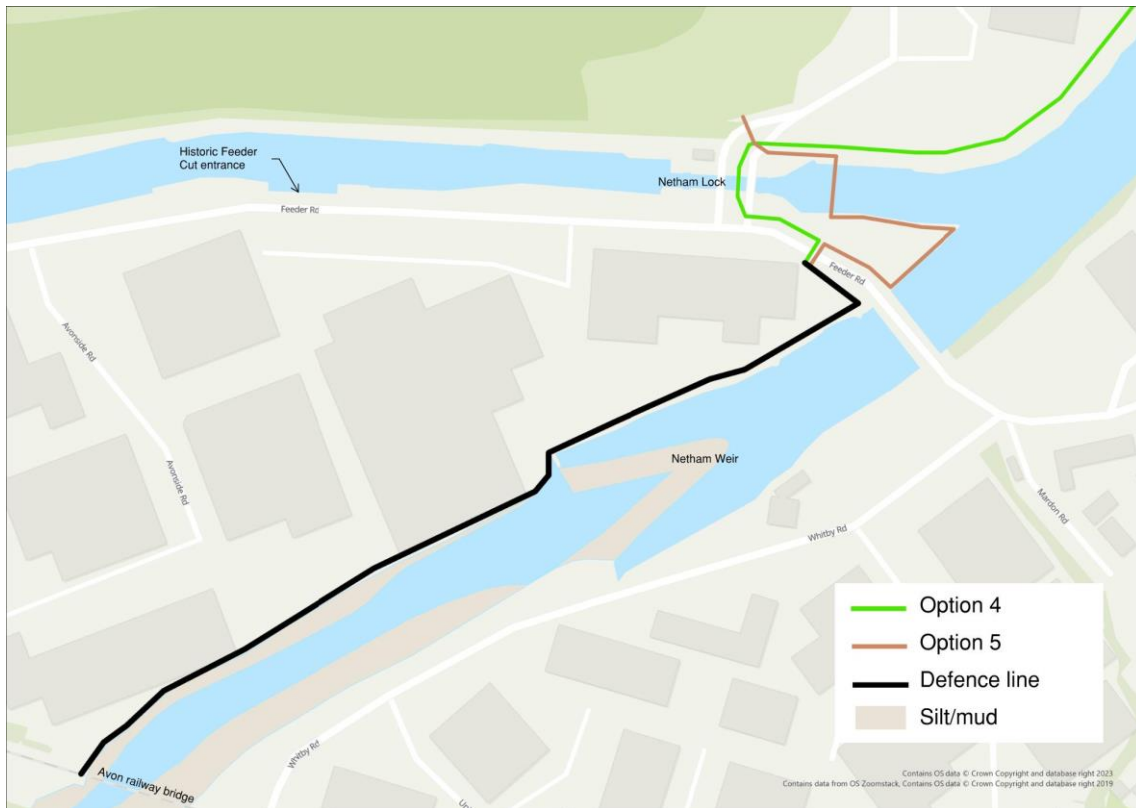 Historic Feeder
Cut entrance
Netham Lock
Feeder Rd
Feeder Rd
Avonside Rd
Avonside Rd
Netham Weir
Mardon Rd
Whitby Rd
Whitby Rd
Avon railway bridge
Option 4
Option 5
Defence line
Silt/mud
Contains OS data © Crown Copyright and database right 2023
Contains data from OS Zoomstack, Contains OS data © Crown Copyright and database right 2019